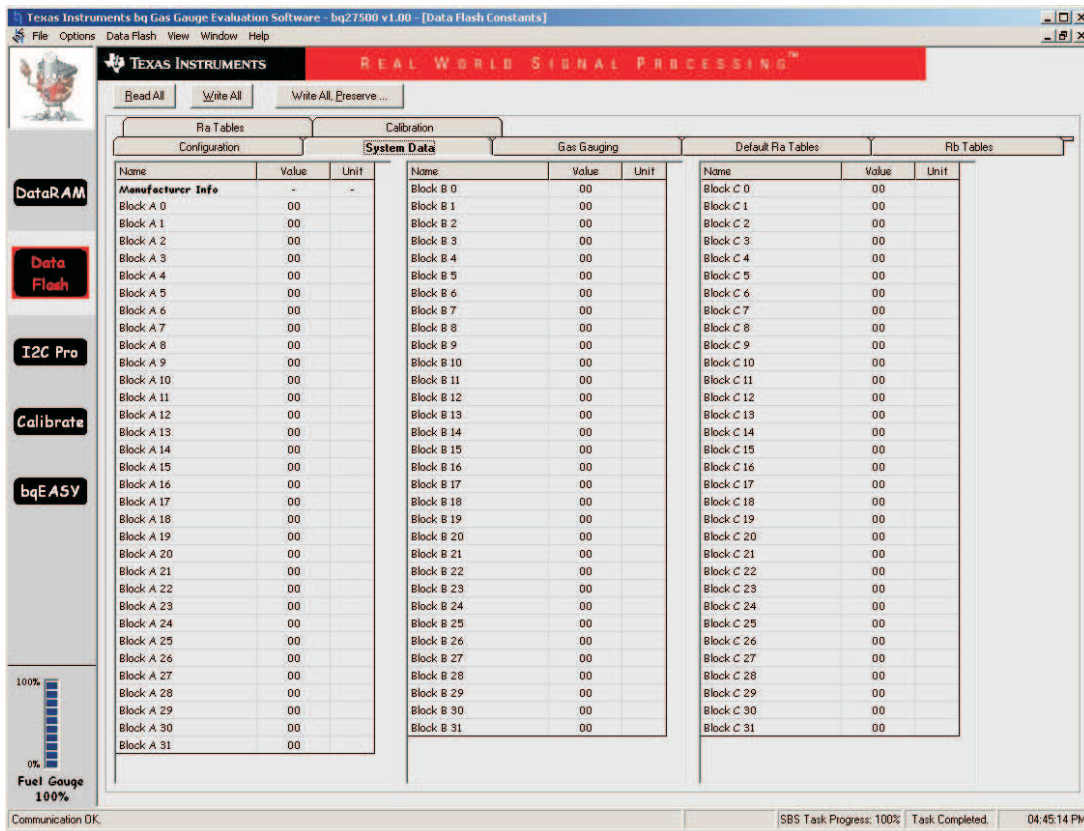 Texas Instruments bq Gas Gauge Evaluation Software - bq27500 v1.00 - [Data Flash Constants]
File Options Data Flash View Window Help
TEXAS INSTRUMENTS REAL WORLD SIGNAL PROCESSING™
Read All Write All Write All, Preserve ...
Ra Tables Calibration
Configuration System Data Gas Gauging Default Ra Tables Rb Tables
DataRAM
Data
Flash
I2C Pro
Calibrate
bqEASY
100%
0%
Fuel Gauge
100%
Name Value Unit
Manufacturer Info - -
Block A 0 00
Block A 1 00
Block A 2 00
Block A 3 00
Block A 4 00
Block A 5 00
Block A 6 00
Block A 7 00
Block A 8 00
Block A 9 00
Block A 10 00
Block A 11 00
Block A 12 00
Block A 13 00
Block A 14 00
Block A 15 00
Block A 16 00
Block A 17 00
Block A 18 00
Block A 19 00
Block A 20 00
Block A 21 00
Block A 22 00
Block A 23 00
Block A 24 00
Block A 25 00
Block A 26 00
Block A 27 00
Block A 28 00
Block A 29 00
Block A 30 00
Block A 31 00
Name Value Unit
Block B 0 00
Block B 1 00
Block B 2 00
Block B 3 00
Block B 4 00
Block B 5 00
Block B 6 00
Block B 7 00
Block B 8 00
Block B 9 00
Block B 10 00
Block B 11 00
Block B 12 00
Block B 13 00
Block B 14 00
Block B 15 00
Block B 16 00
Block B 17 00
Block B 18 00
Block B 19 00
Block B 20 00
Block B 21 00
Block B 22 00
Block B 23 00
Block B 24 00
Block B 25 00
Block B 26 00
Block B 27 00
Block B 28 00
Block B 29 00
Block B 30 00
Block B 31 00
Name Value Unit
Block C 0 00
Block C 1 00
Block C 2 00
Block C 3 00
Block C 4 00
Block C 5 00
Block C 6 00
Block C 7 00
Block C 8 00
Block C 9 00
Block C 10 00
Block C 11 00
Block C 12 00
Block C 13 00
Block C 14 00
Block C 15 00
Block C 16 00
Block C 17 00
Block C 18 00
Block C 19 00
Block C 20 00
Block C 21 00
Block C 22 00
Block C 23 00
Block C 24 00
Block C 25 00
Block C 26 00
Block C 27 00
Block C 28 00
Block C 29 00
Block C 30 00
Block C 31 00
Communication OK. SBS Task Progress: 100% Task Completed. 04:45:14 PM